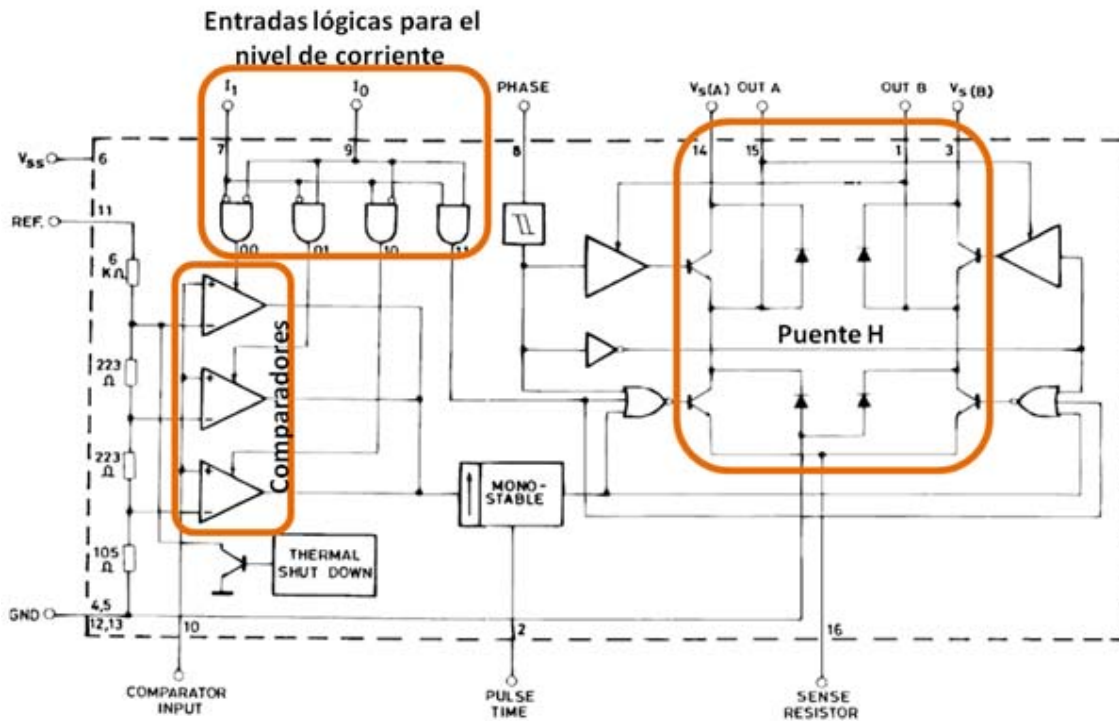 Entradas lógicas para el
nivel de corriente
I1
I0
PHASE
VS(A)
OUT A
OUT B
VS(B)
VSS
6
7
9
8
14
15
1
3
REF.
11
6
KΩ
00
01
10
11
Comparadores
Puente H
223
Ω
223
Ω
MONO-
STABLE
105
Ω
THERMAL
SHUT DOWN
GND
4,5
12,13
10
2
16
COMPARATOR
INPUT
PULSE
TIME
SENSE
RESISTOR